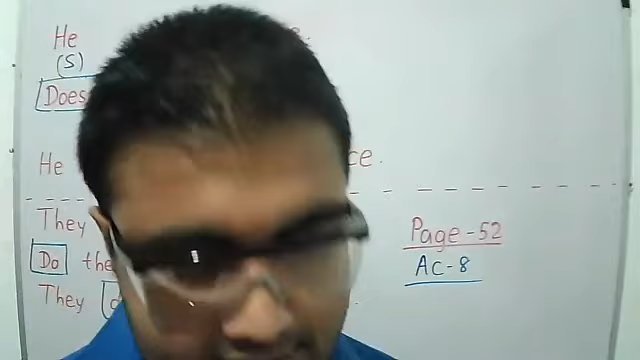 He
(S)
Does
He ce.
They
Do the
They
Page-52
AC-8